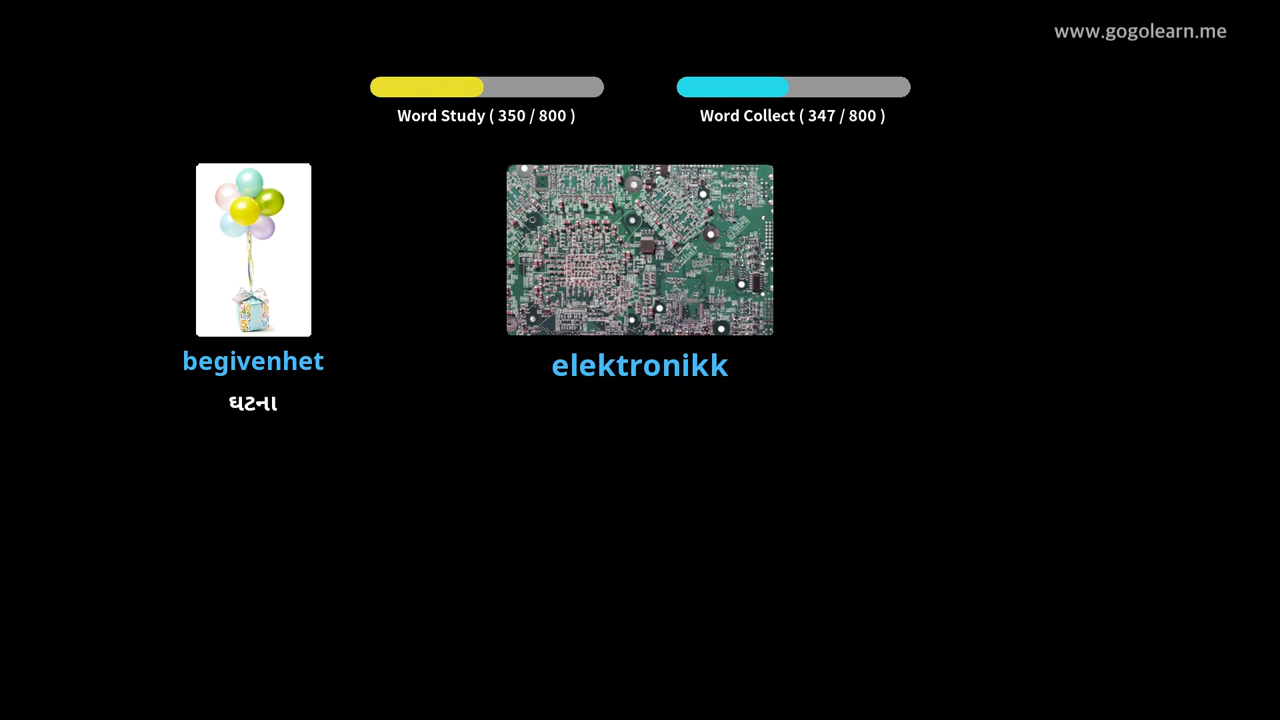 www.gogolearn.me
Word Study ( 350 / 800 )
Word Collect ( 347 / 800 )
begivenhet
ઘટના
elektronikk